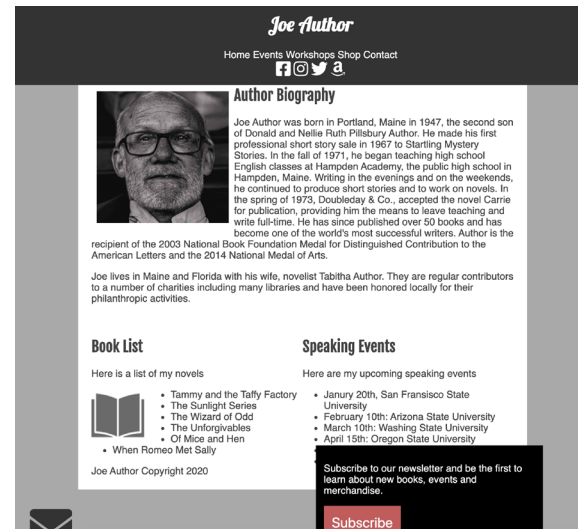 Joe Author
Home Events Workshops Shop Contact
Author Biography
Joe Author was born in Portland, Maine in 1947, the second son
of Donald and Nellie Ruth Pillsbury Author. He made his first
professional short story sale in 1967 to Startling Mystery
Stories. In the fall of 1971, he began teaching high school
English classes at Hampden Academy, the public high school in
Hampden, Maine. Writing in the evenings and on the weekends,
he continued to produce short stories and to work on novels. In
the spring of 1973, Doubleday & Co., accepted the novel Carrie
for publication, providing him the means to leave teaching and
write full-time. He has since published over 50 books and has
become one of the world's most successful writers. Author is the
recipient of the 2003 National Book Foundation Medal for Distinguished Contribution to the
American Letters and the 2014 National Medal of Arts.
Joe lives in Maine and Florida with his wife, novelist Tabitha Author. They are regular contributors
to a number of charities including many libraries and have been honored locally for their
philanthropic activities.
Book List
Here is a list of my novels
Tammy and the Taffy Factory
The Sunlight Series
The Wizard of Odd
The Unforgivables
Of Mice and Hen
When Romeo Met Sally
Joe Author Copyright 2020
Speaking Events
Here are my upcoming speaking events
Janury 20th, San Fransisco State
University
February 10th: Arizona State University
March 10th: Washing State University
April 15th: Oregon State University
Subscribe to our newsletter and be the first to
learn about new books, events and
merchandise.
Subscribe